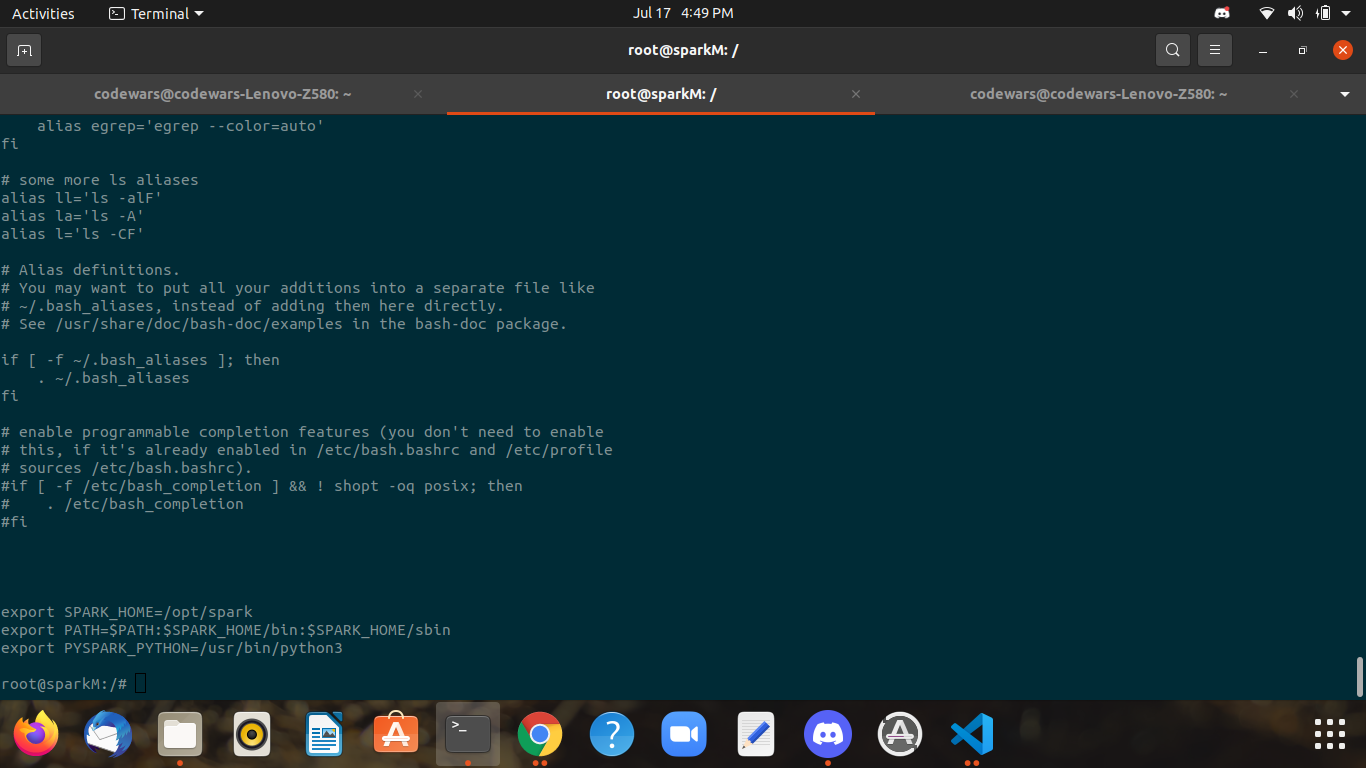 Activities
Terminal
Jul 17 4:49 PM
root@sparkM: /
codewars@codewars-Lenovo-Z580: ~
root@sparkM: /
codewars@codewars-Lenovo-Z580: ~
    alias egrep='egrep --color=auto'
fi
# some more ls aliases
alias ll='ls -alF'
alias la='ls -A'
alias l='ls -CF'
# Alias definitions.
# You may want to put all your additions into a separate file like
# ~/.bash_aliases, instead of adding them here directly.
# See /usr/share/doc/bash-doc/examples in the bash-doc package.
if [ -f ~/.bash_aliases ]; then
    . ~/.bash_aliases
fi
# enable programmable completion features (you don't need to enable
# this, if it's already enabled in /etc/bash.bashrc and /etc/profile
# sources /etc/bash.bashrc).
#if [ -f /etc/bash_completion ] && ! shopt -oq posix; then
#    . /etc/bash_completion
#fi
export SPARK_HOME=/opt/spark
export PATH=$PATH:$SPARK_HOME/bin:$SPARK_HOME/sbin
export PYSPARK_PYTHON=/usr/bin/python3
root@sparkM:/#